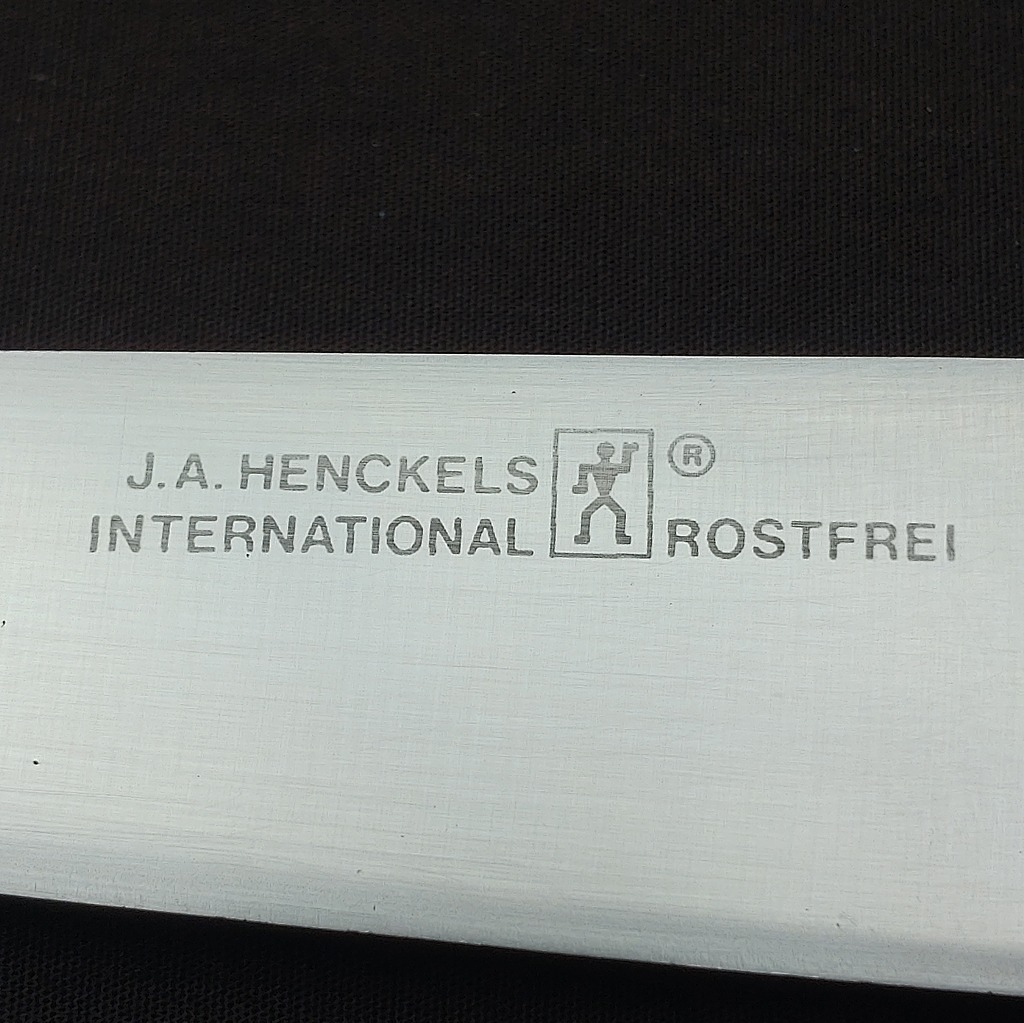 J.A. HENCKELS ®
INTERNATIONAL ROSTFREI